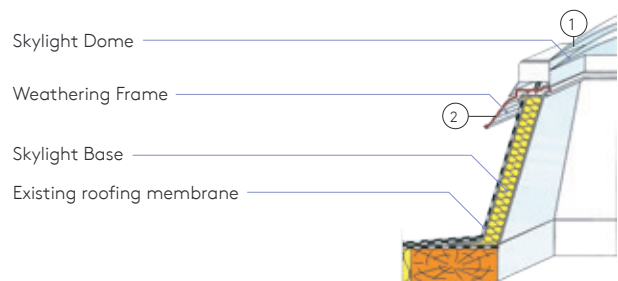 1
Skylight Dome
Weathering Frame
2
Skylight Base
Existing roofing membrane